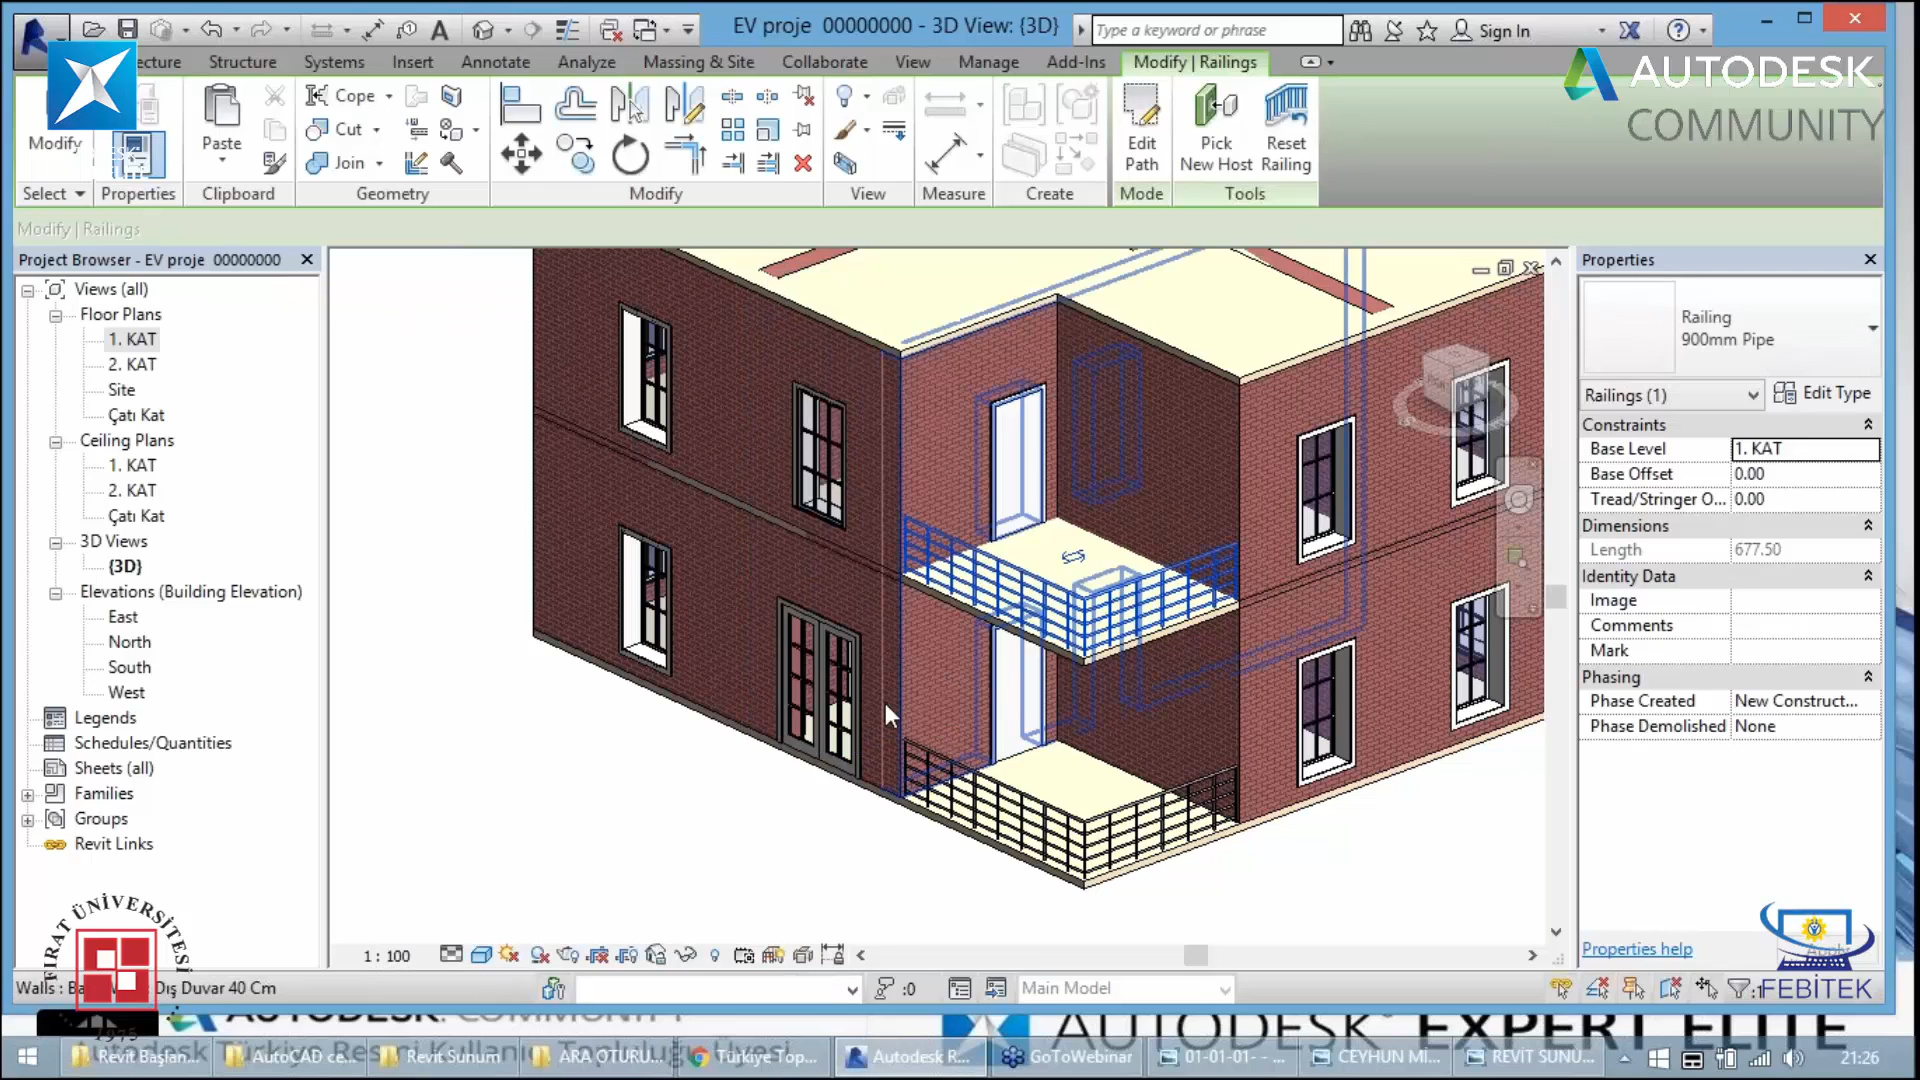 EV proje 00000000 - 3D View: {3D}
Type a keyword or phrase
Sign In
Structure
Systems
Insert
Annotate
Analyze
Massing & Site
Collaborate
View
Manage
Add-Ins
Modify | Railings
AUTODESK
COMMUNITY
Modify
Paste
Cope
Cut
Join
Edit Path
Pick New Host
Reset Railing
Select
Properties
Clipboard
Geometry
Modify
View
Measure
Create
Mode
Tools
Modify | Railings
Project Browser - EV proje 00000000
Views (all)
Floor Plans
1. KAT
2. KAT
Site
Çatı Kat
Ceiling Plans
1. KAT
2. KAT
Çatı Kat
3D Views
{3D}
Elevations (Building Elevation)
East
North
South
West
Legends
Schedules/Quantities
Sheets (all)
Families
Groups
Revit Links
Properties
Railing
900mm Pipe
Railings (1)
Edit Type
Constraints
Base Level 1. KAT
Base Offset 0.00
Tread/Stringer O... 0.00
Dimensions
Length 677.50
Identity Data
Image
Comments
Mark
Phasing
Phase Created New Construct...
Phase Demolished None
Properties help
1 : 100
FIRAT ÜNİVERSİTESİ
1975
Dış Duvar 40 Cm
:0
Main Model
FEBİTEK
AUTODESK EXPERT ELITE
Revit Başlan...
AutoCAD ce...
Revit Sunum
ARA OTURU...
Türkiye Top...
Autodesk R...
GoToWebinar
01-01-01- - ...
CEYHUN Mİ...
REVİT SUNU...
21:26